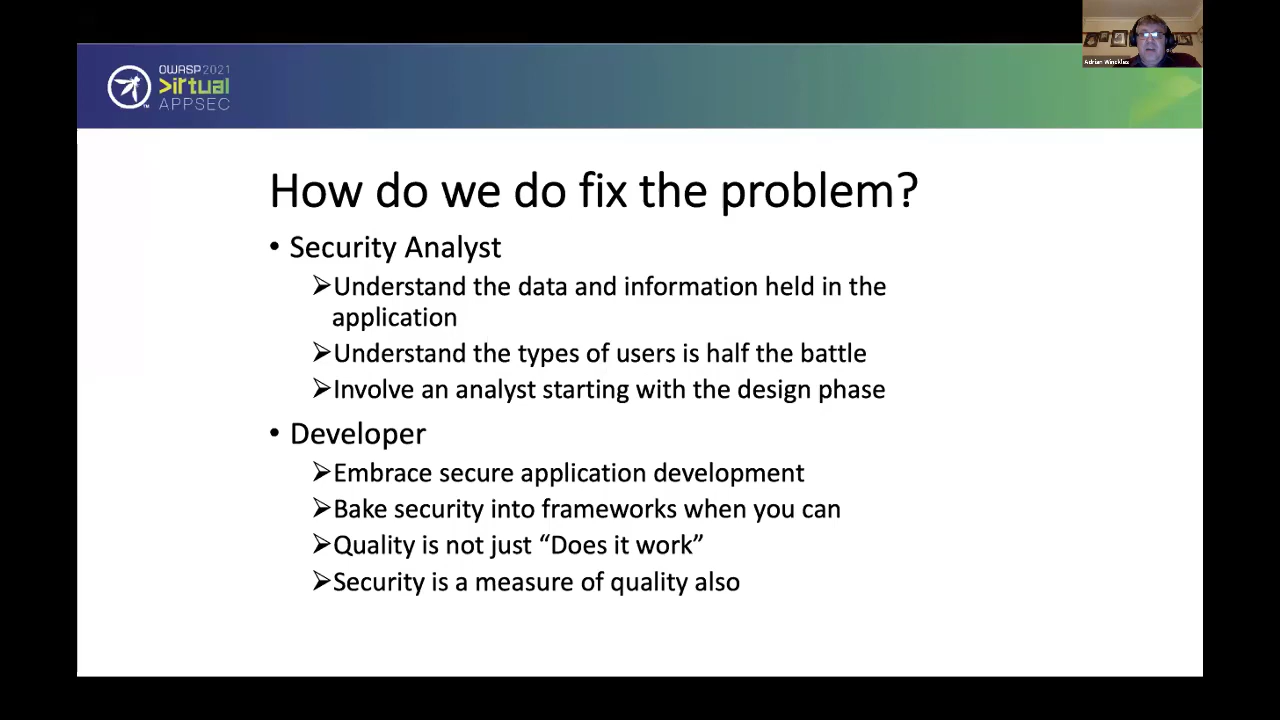 OWASP 2021
>irtual
APPSEC
Adrian Winckles
How do we do fix the problem?
• Security Analyst
➢Understand the data and information held in the
application
➢Understand the types of users is half the battle
➢Involve an analyst starting with the design phase
• Developer
➢Embrace secure application development
➢Bake security into frameworks when you can
➢Quality is not just “Does it work”
➢Security is a measure of quality also